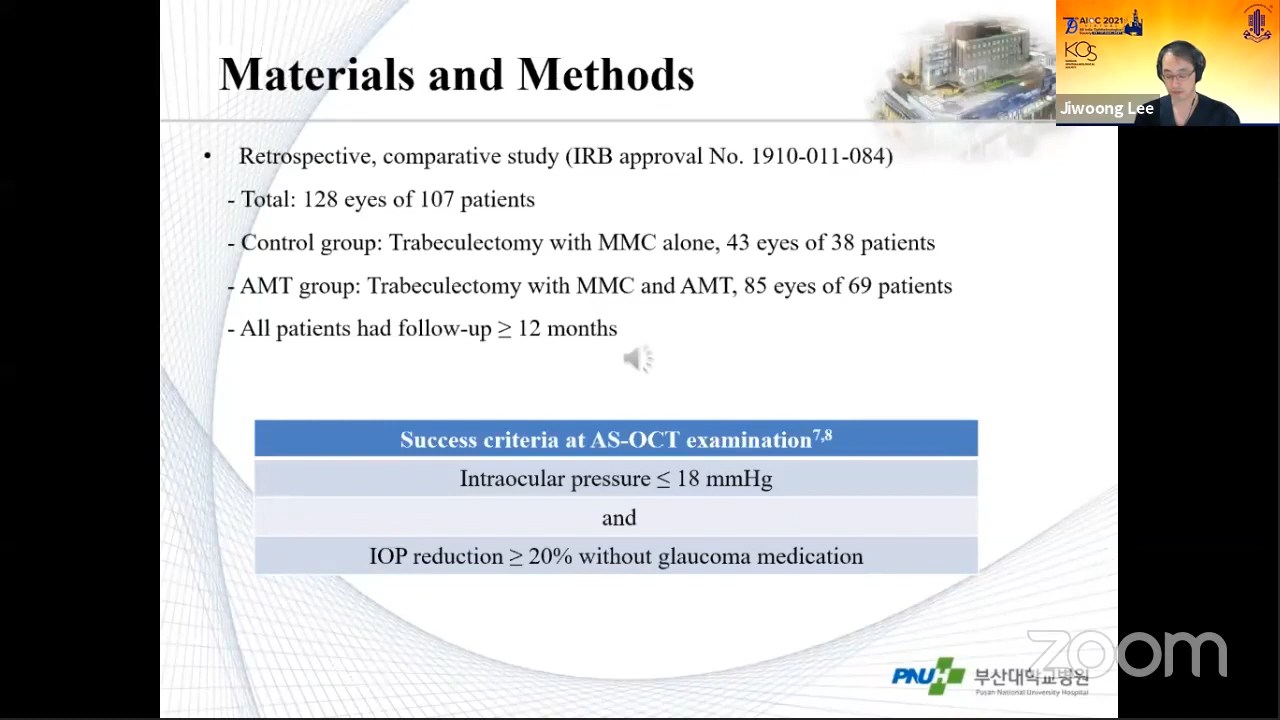 Materials and Methods
• Retrospective, comparative study (IRB approval No. 1910-011-084)
- Total: 128 eyes of 107 patients
- Control group: Trabeculectomy with MMC alone, 43 eyes of 38 patients
- AMT group: Trabeculectomy with MMC and AMT, 85 eyes of 69 patients
- All patients had follow-up ≥ 12 months
Success criteria at AS-OCT examination7,8
Intraocular pressure ≤ 18 mmHg
and
IOP reduction ≥ 20% without glaucoma medication
AIOC 2021
KOS
Jiwoong Lee
zoom
PNUH 부산대학교병원
Pusan National University Hospital